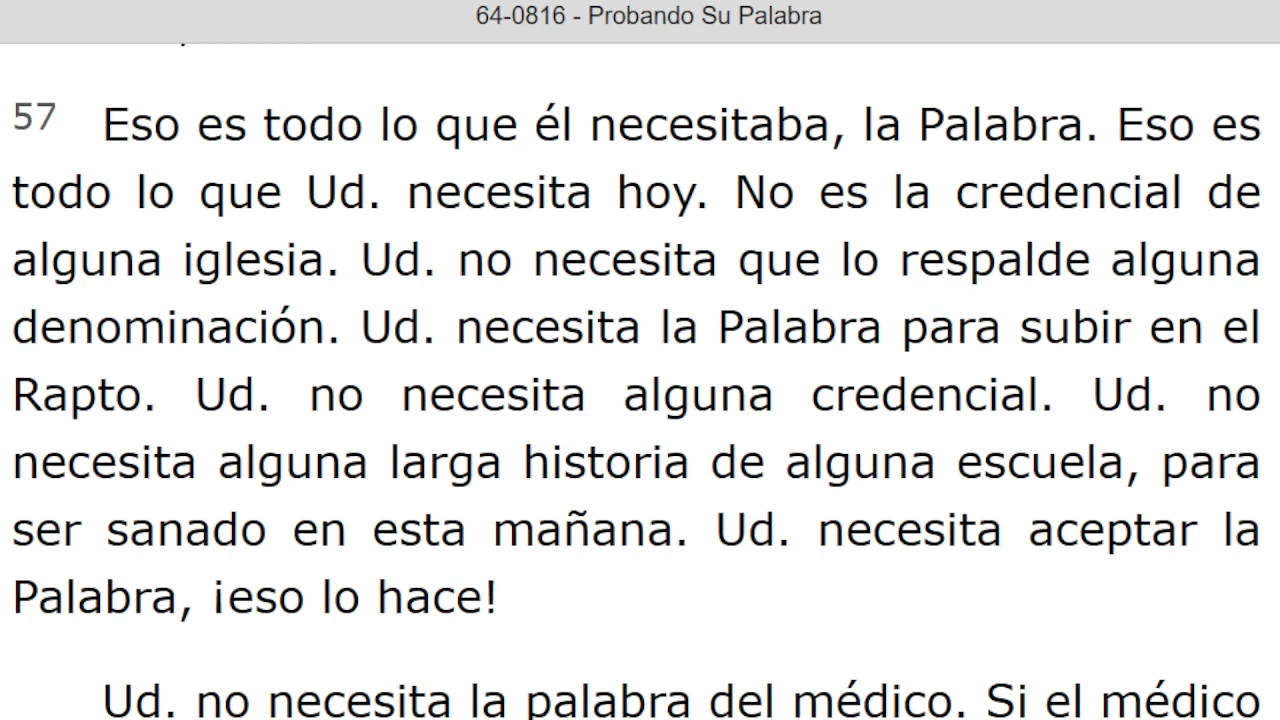 64-0816 - Probando Su Palabra
57 Eso es todo lo que él necesitaba, la Palabra. Eso es
todo lo que Ud. necesita hoy. No es la credencial de
alguna iglesia. Ud. no necesita que lo respalde alguna
denominación. Ud. necesita la Palabra para subir en el
Rapto. Ud. no necesita alguna credencial. Ud. no
necesita alguna larga historia de alguna escuela, para
ser sanado en esta mañana. Ud. necesita aceptar la
Palabra, ¡eso lo hace!
Ud. no necesita la palabra del médico. Si el médico